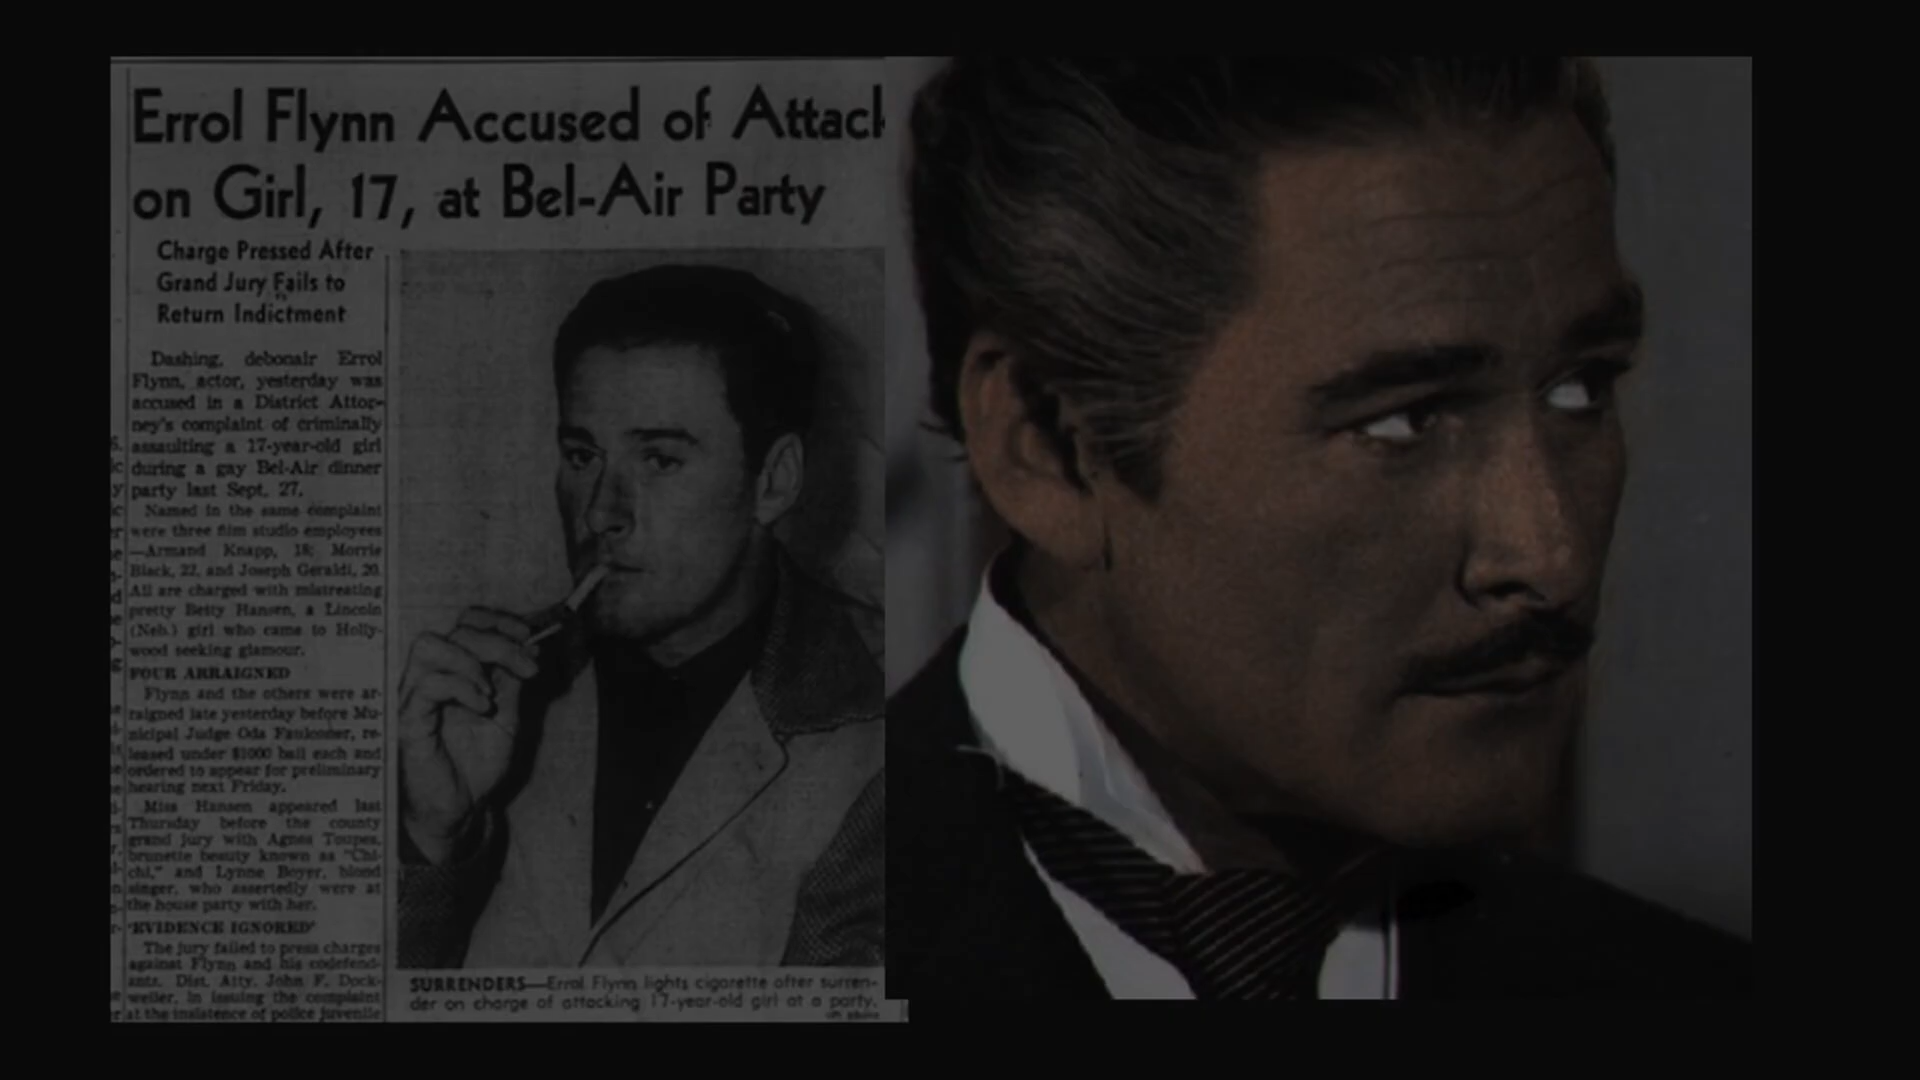 Errol Flynn Accused of Attack
on Girl, 17, at Bel-Air Party
Charge Pressed After
Grand Jury Fails to
Return Indictment
Dashing, debonair Errol
Flynn, actor, yesterday was
accused in a District Attor-
ney's complaint of criminally
assaulting a 17-year-old girl
during a gay Bel-Air dinner
party last Sept. 27.
Named in the same complaint
were three film studio employees
—Armand Knapp, 18; Morrie
Black, 22, and Joseph Geraldi, 20.
All are charged with mistreating
pretty Betty Hansen, a Lincoln
(Neb.) girl who came to Holly-
wood seeking glamour.
FOUR ARRAIGNED
Flynn and the others were ar-
raigned late yesterday before Mu-
nicipal Judge Oda Faulconer, re-
leased under $1000 bail each and
ordered to appear for preliminary
hearing next Friday.
Miss Hansen appeared last
Thursday before the county
grand jury with Agnes Toupes,
brunette beauty known as "Chi-
chi," and Lynne Boyer, blond
singer, who assertedly were at
the house party with her.
'EVIDENCE IGNORED'
The jury failed to press charges
against Flynn and his codefend-
ants. Dist. Atty. John F. Dock-
weiler, in issuing the complaint
at the insistence of police juvenile
SURRENDERS—Errol Flynn lights cigarette after surren-
der on charge of attacking 17-year-old girl at a party.